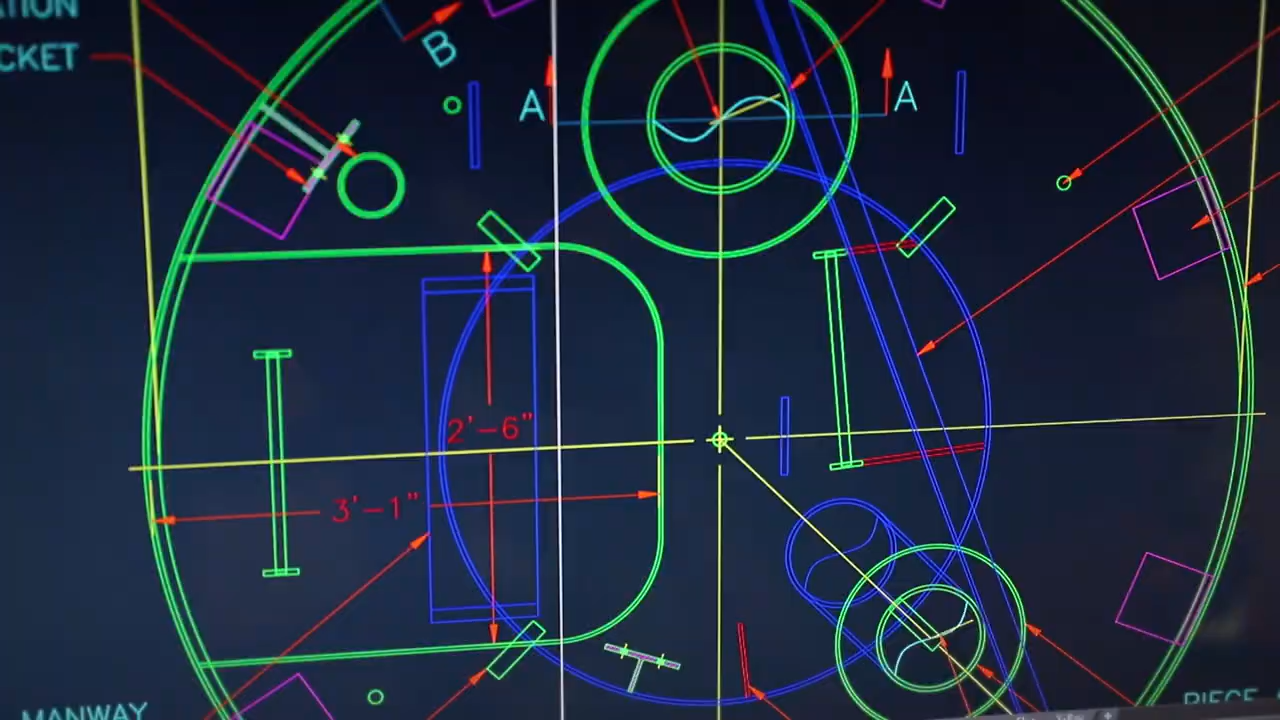 ATION
CKET
B
A
A
2'-6"
3'-1"
MANWAY
PIECE